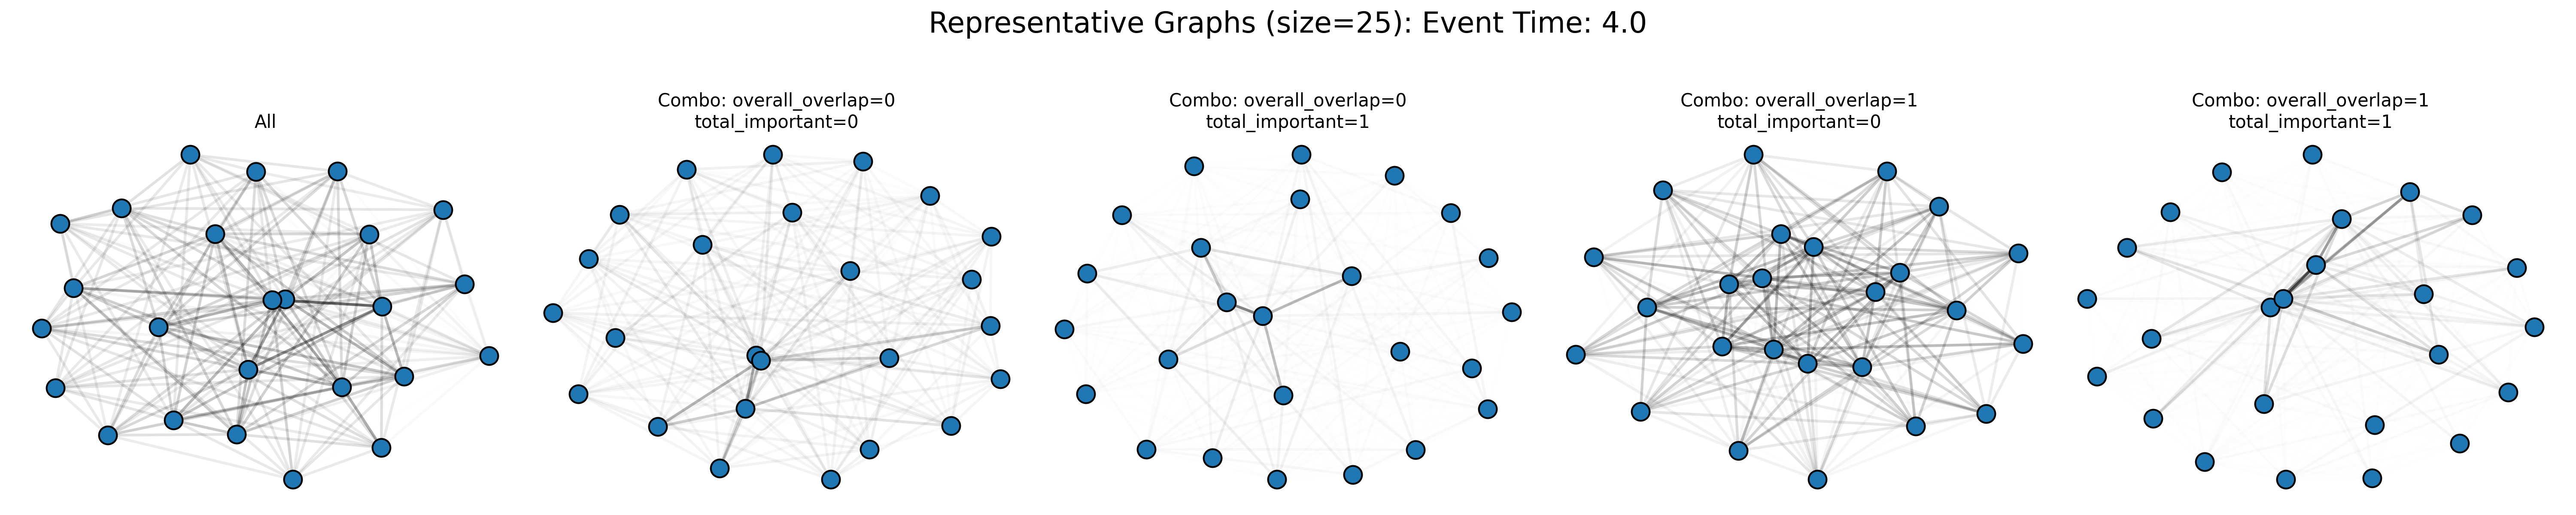 Representative Graphs (size=25): Event Time: 4.0
All
Combo: overall_overlap=0
total_important=0
Combo: overall_overlap=0
total_important=1
Combo: overall_overlap=1
total_important=0
Combo: overall_overlap=1
total_important=1